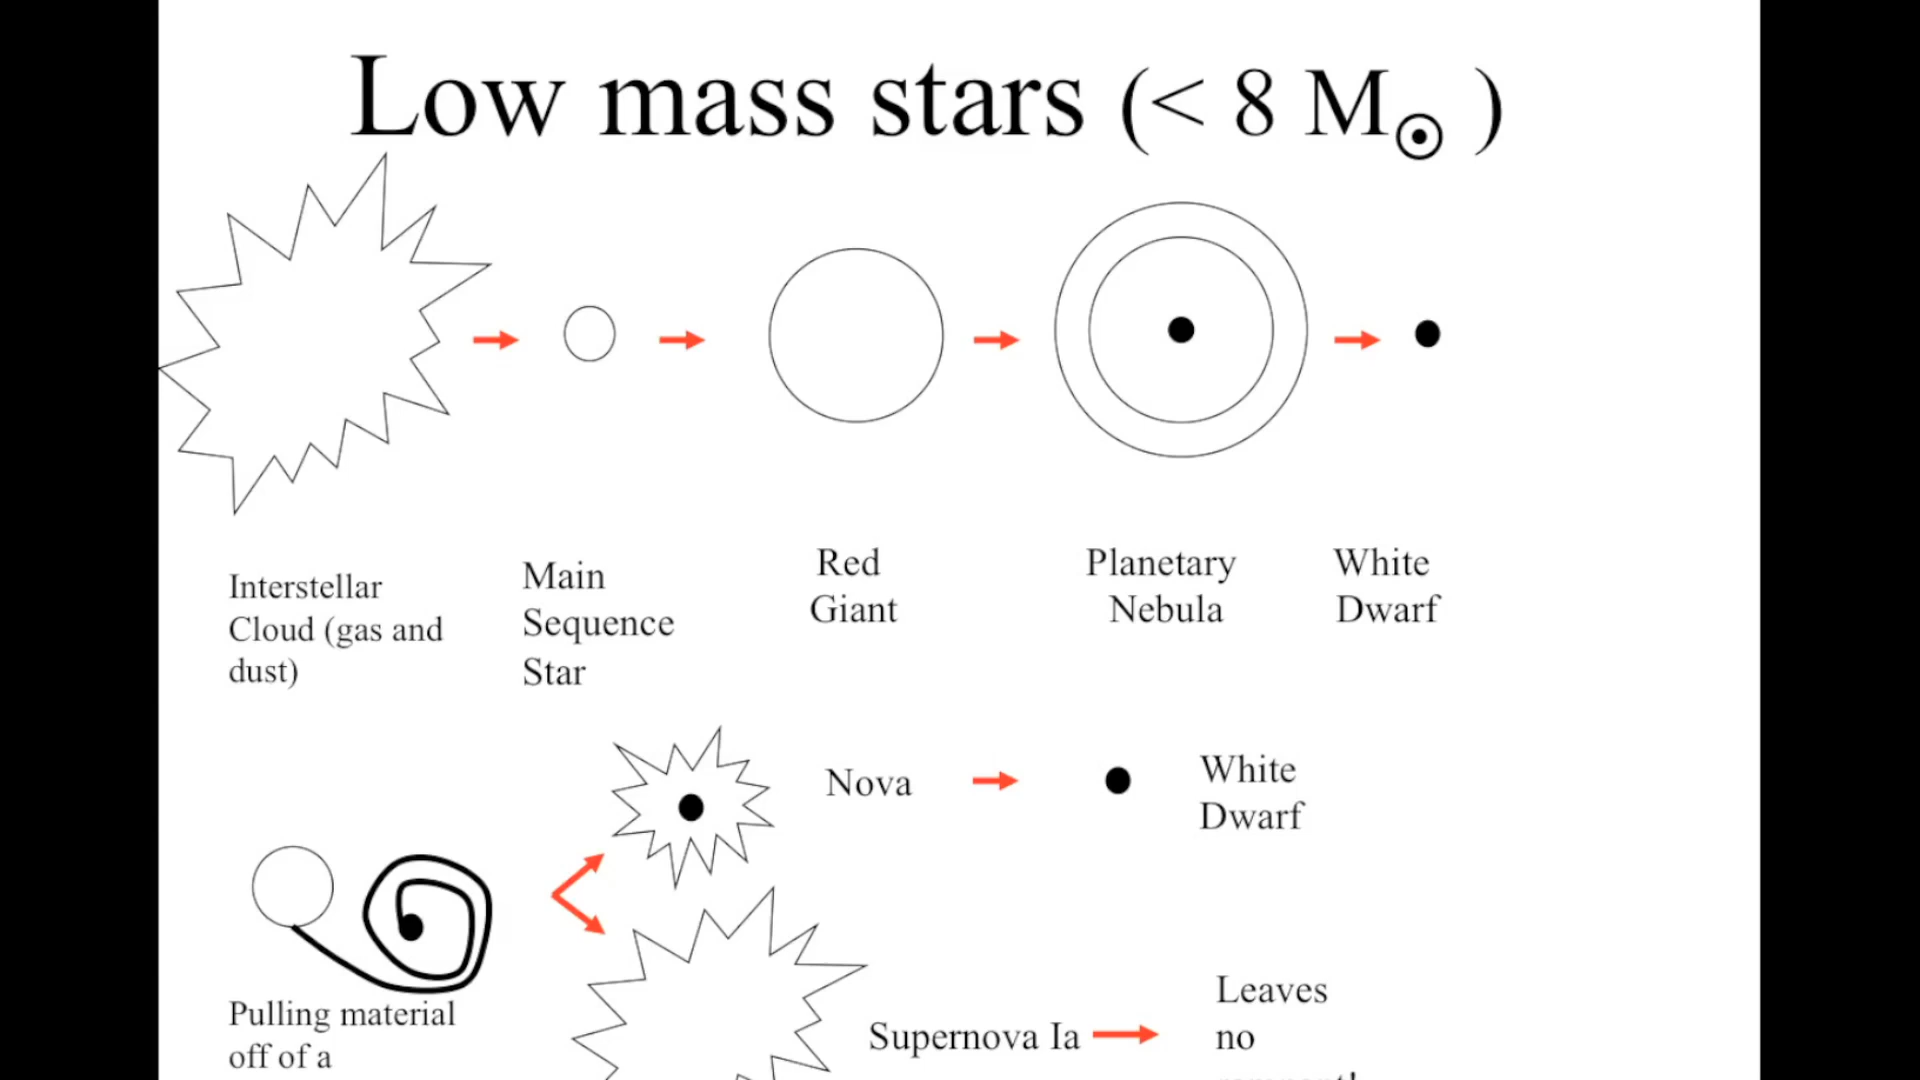 Low mass stars (< 8 M☉ )
Interstellar
Cloud (gas and
dust)
Main
Sequence
Star
Red
Giant
Planetary
Nebula
White
Dwarf
Nova
White
Dwarf
Pulling material
off of a
Supernova Ia
Leaves
no